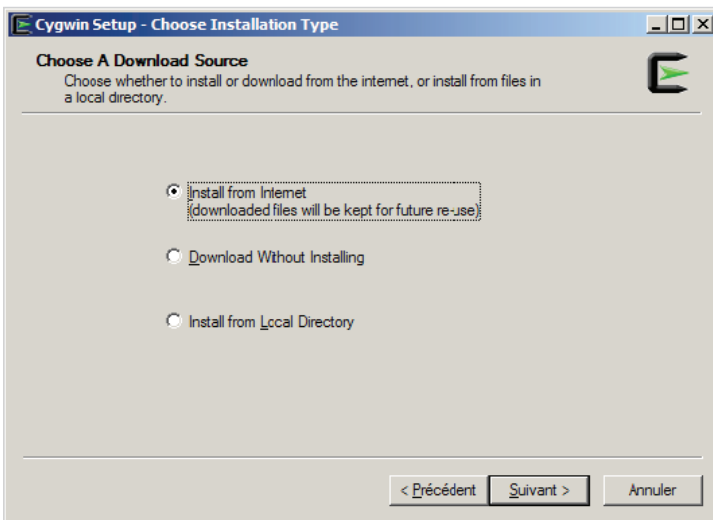 Cygwin Setup - Choose Installation Type
Choose A Download Source
Choose whether to install or download from the internet, or install from files in
a local directory.
Install from Internet
(downloaded files will be kept for future re-use)
Download Without Installing
Install from Local Directory
< Précédent
Suivant >
Annuler